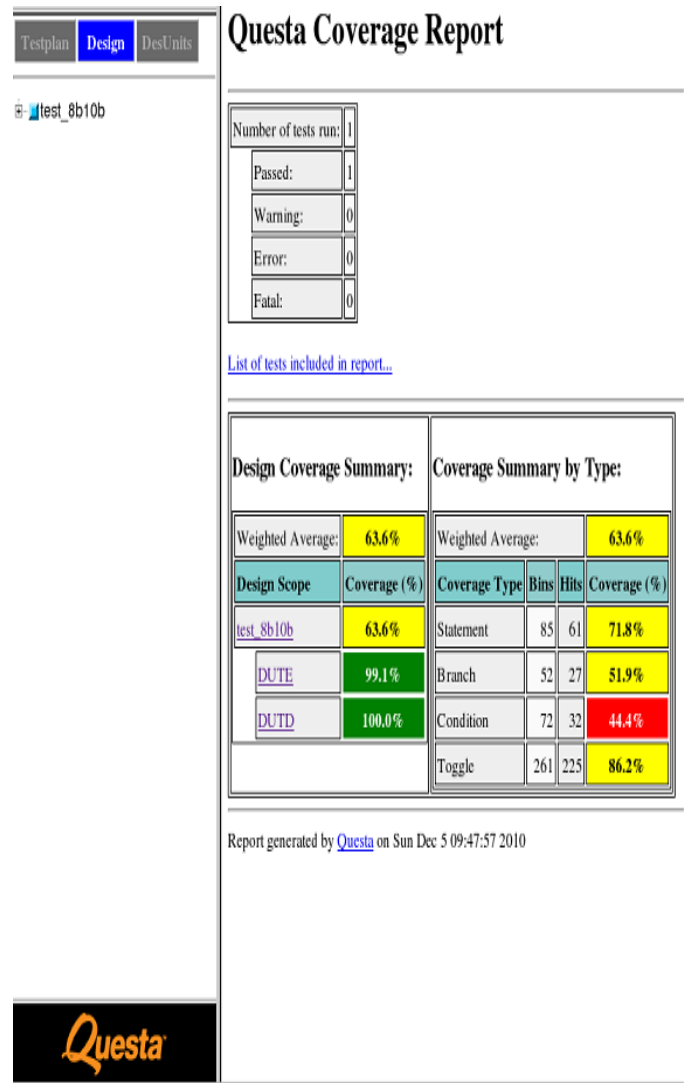 Testplan Design DesUnits
test_8b10b
Questa Coverage Report
Number of tests run: 1
Passed: 1
Warning: 0
Error: 0
Fatal: 0
List of tests included in report...
Design Coverage Summary:
Weighted Average: 63.6%
Design Scope Coverage (%)
test_8b10b 63.6%
DUTE 99.1%
DUTD 100.0%
Coverage Summary by Type:
Weighted Average: 63.6%
Coverage Type Bins Hits Coverage (%)
Statement 85 61 71.8%
Branch 52 27 51.9%
Condition 72 32 44.4%
Toggle 261 225 86.2%
Report generated by Questa on Sun Dec 5 09:47:57 2010
Questa